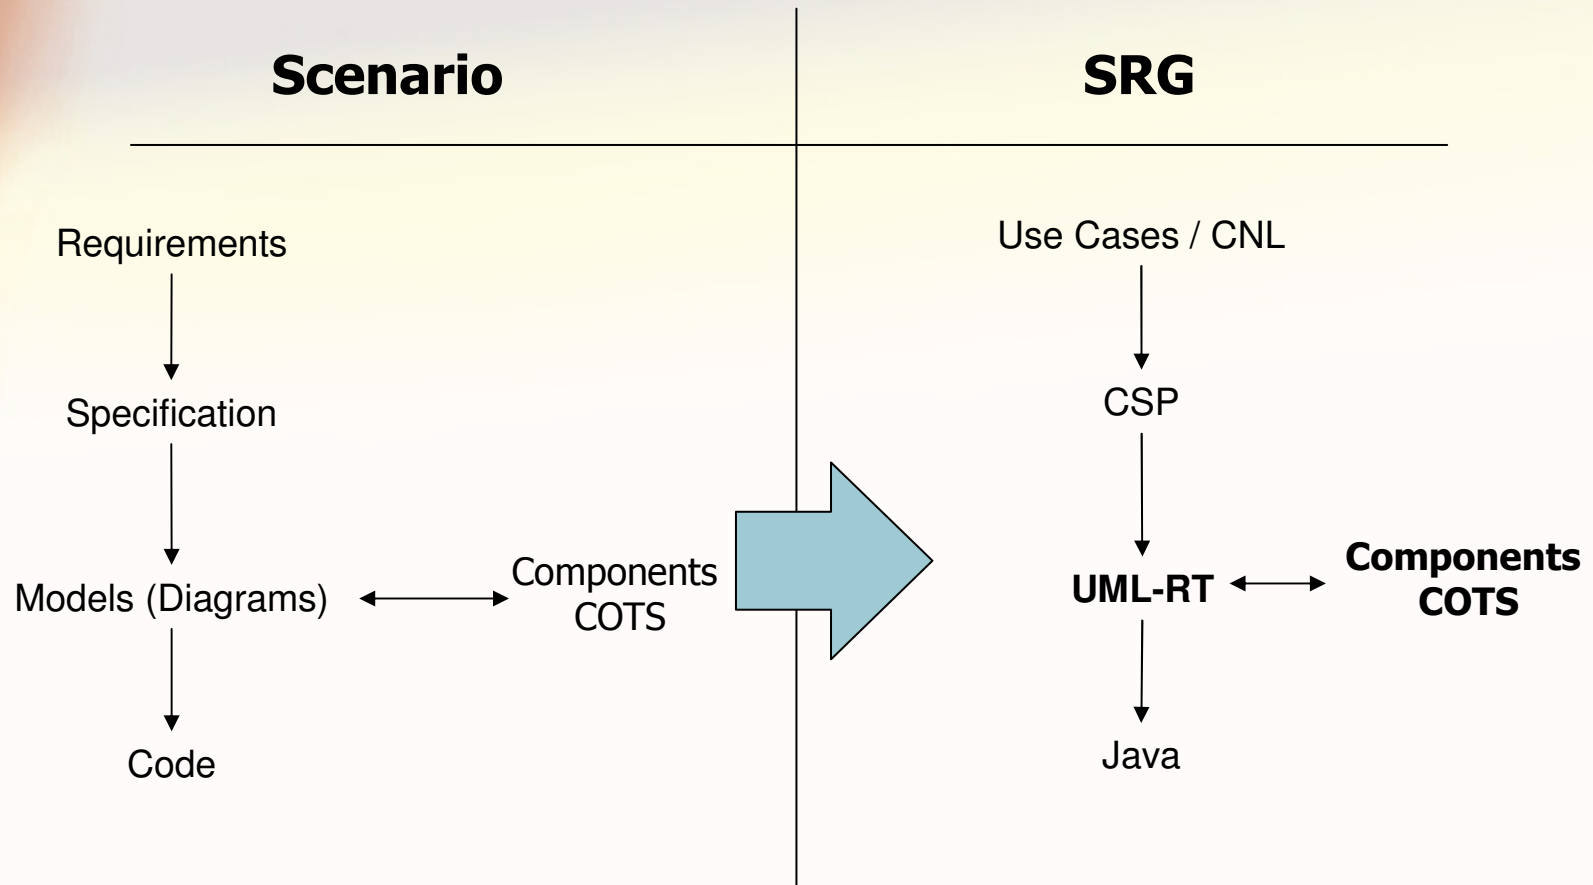 Scenario
SRG
Requirements
Specification
Models (Diagrams)
Components
COTS
Code
Use Cases / CNL
CSP
UML-RT
Components
COTS
Java